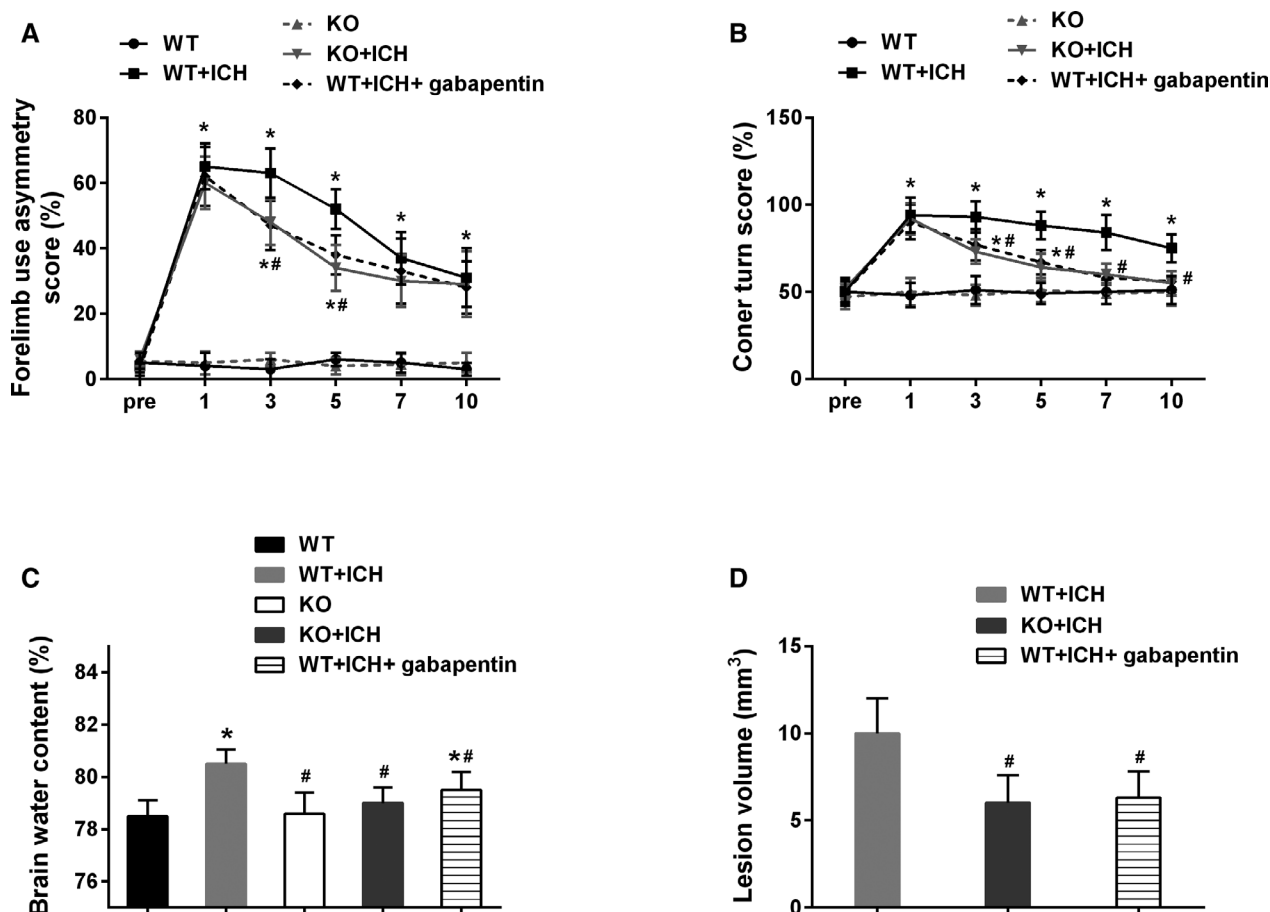 A
WT
WT+ICH
KO
KO+ICH
WT+ICH+ gabapentin
Forelimb use asymmetry
score (%)
80
60
40
20
0
* * * * *
*#
*#
pre 1 3 5 7 10
B
WT
WT+ICH
KO
KO+ICH
WT+ICH+ gabapentin
Coner turn score (%)
150
100
50
0
* * * * *
*# *# # #
pre 1 3 5 7 10
C
WT
WT+ICH
KO
KO+ICH
WT+ICH+ gabapentin
Brain water content (%)
84
82
80
78
76
* # # *#
D
WT+ICH
KO+ICH
WT+ICH+ gabapentin
Lesion volume (mm³)
15
10
5
0
# #